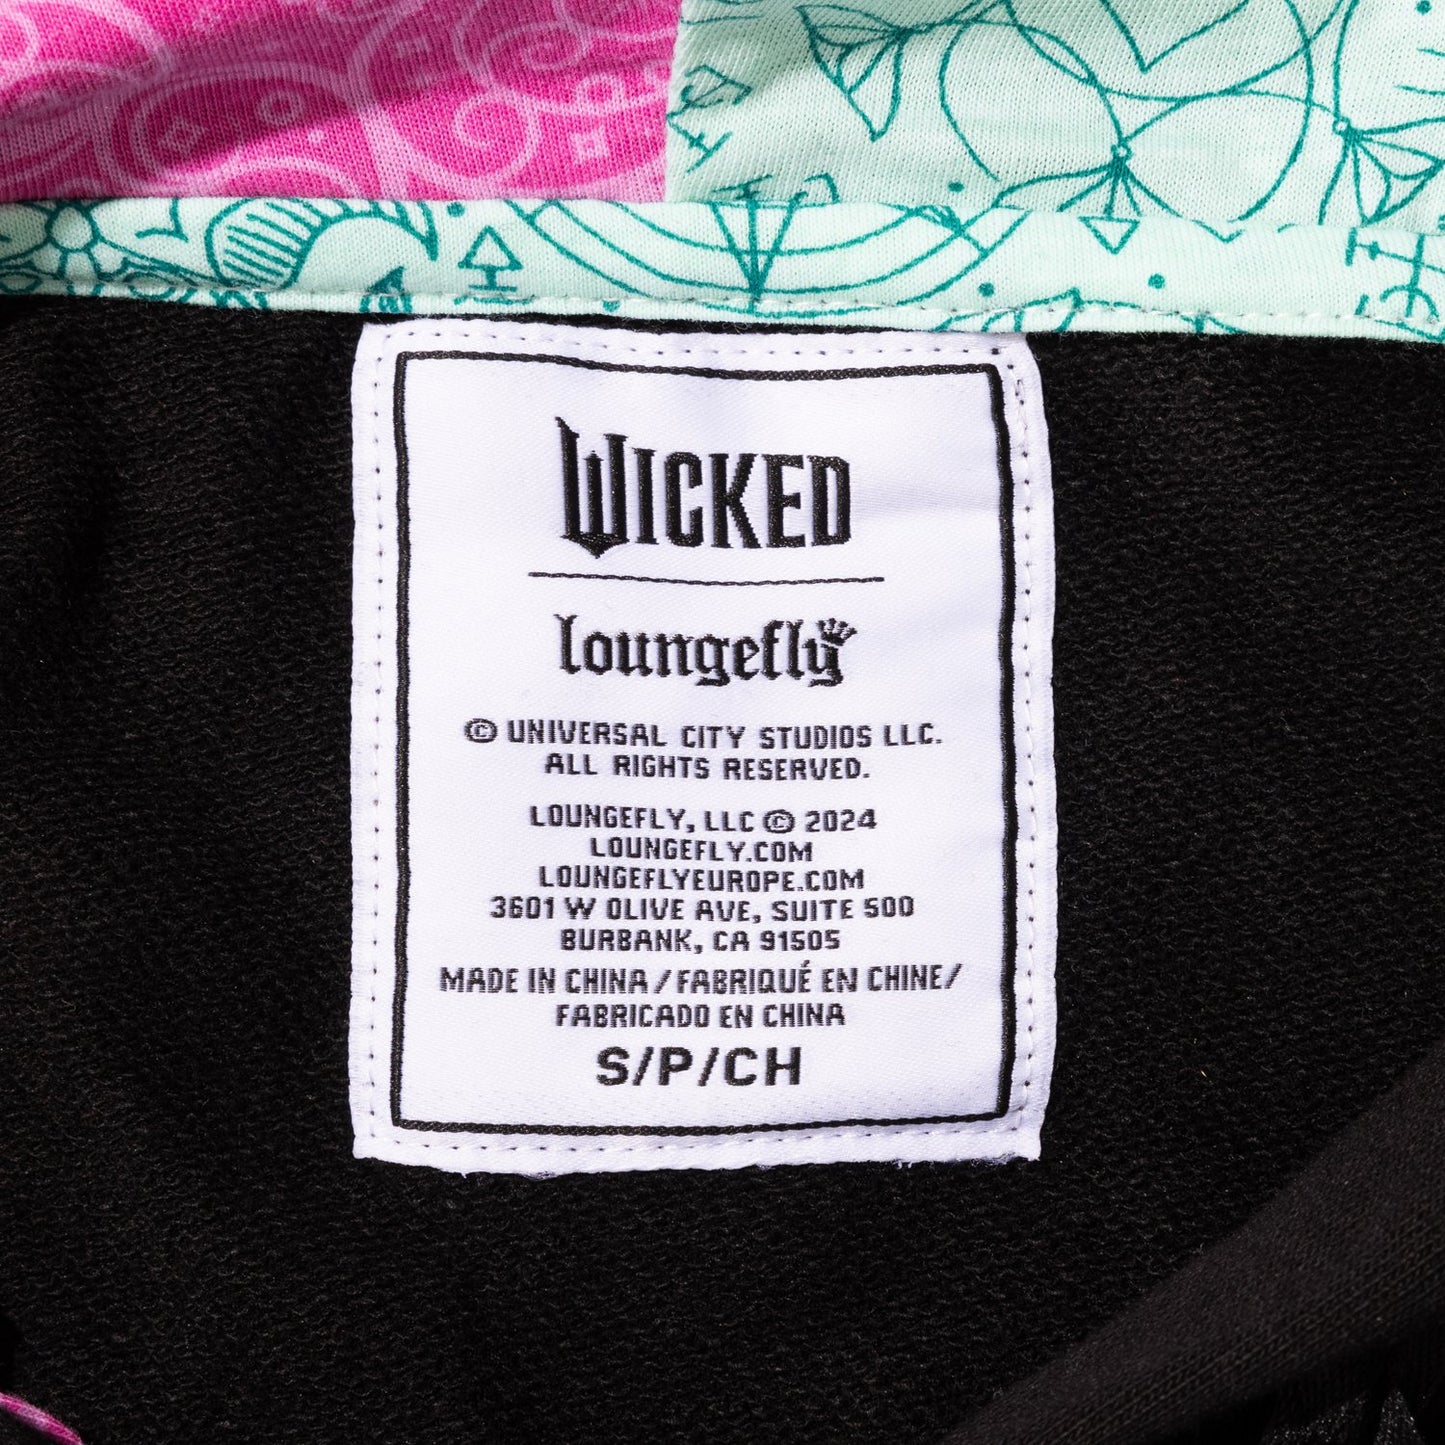 WICKED
loungefly
© UNIVERSAL CITY STUDIOS LLC.
ALL RIGHTS RESERVED.
LOUNGEFLY, LLC © 2024
LOUNGEFLY.COM
LOUNGEFLYEUROPE.COM
3601 W OLIVE AVE, SUITE 500
BURBANK, CA 91505
MADE IN CHINA / FABRIQUÉ EN CHINE/
FABRICADO EN CHINA
S/P/CH